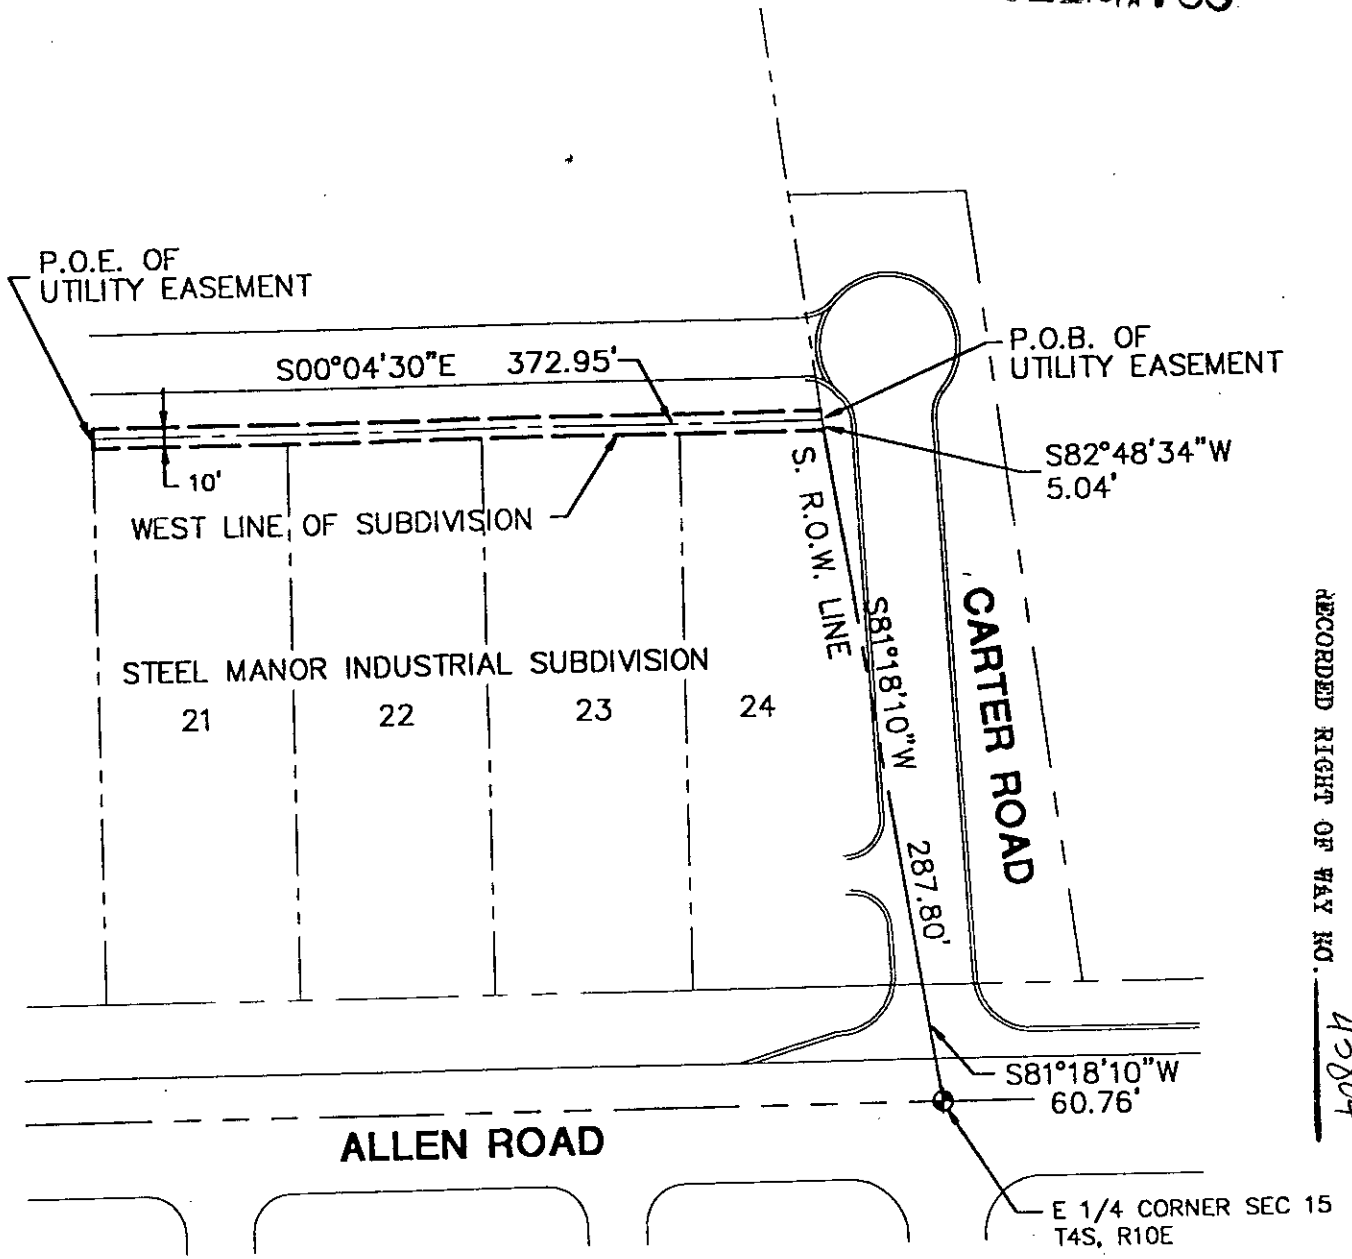 P.O.E. OF
UTILITY EASEMENT
S00°04'30"E 372.95'
P.O.B. OF
UTILITY EASEMENT
S82°48'34"W
5.04'
10'
WEST LINE OF SUBDIVISION
S. R.O.W. LINE
S81°18'10"W 287.80'
CARTER ROAD
STEEL MANOR INDUSTRIAL SUBDIVISION
21 22 23 24
S81°18'10"W
60.76'
ALLEN ROAD
E 1/4 CORNER SEC 15
T4S, R10E
RECORDED RIGHT OF WAY NO.